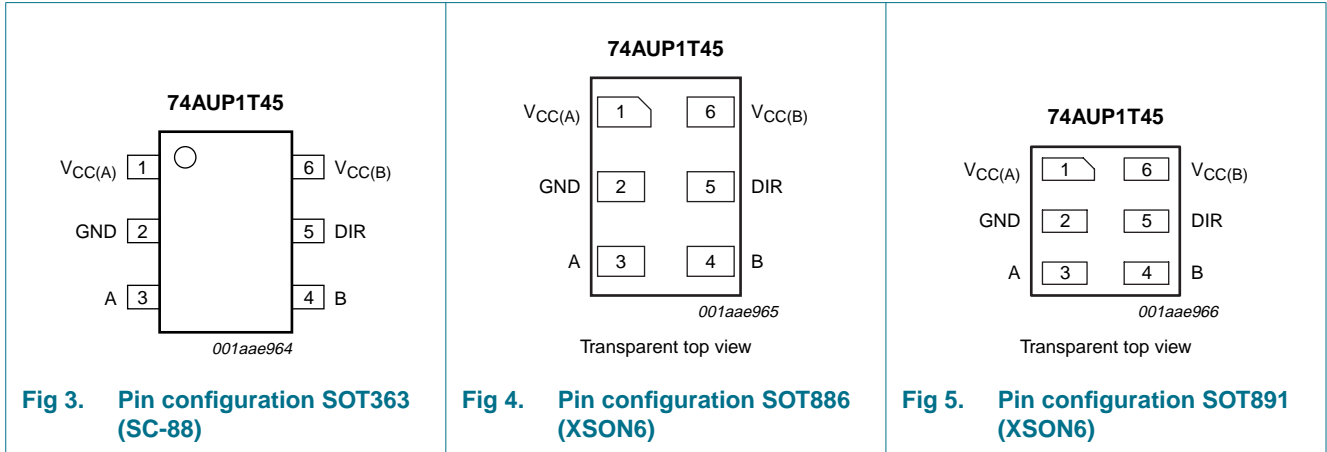 74AUP1T45
VCC(A) 1 6 VCC(B)
GND 2 5 DIR
A 3 4 B
001aae964
Fig 3. Pin configuration SOT363
(SC-88)
74AUP1T45
VCC(A) 1 6 VCC(B)
GND 2 5 DIR
A 3 4 B
001aae965
Transparent top view
Fig 4. Pin configuration SOT886
(XSON6)
74AUP1T45
VCC(A) 1 6 VCC(B)
GND 2 5 DIR
A 3 4 B
001aae966
Transparent top view
Fig 5. Pin configuration SOT891
(XSON6)